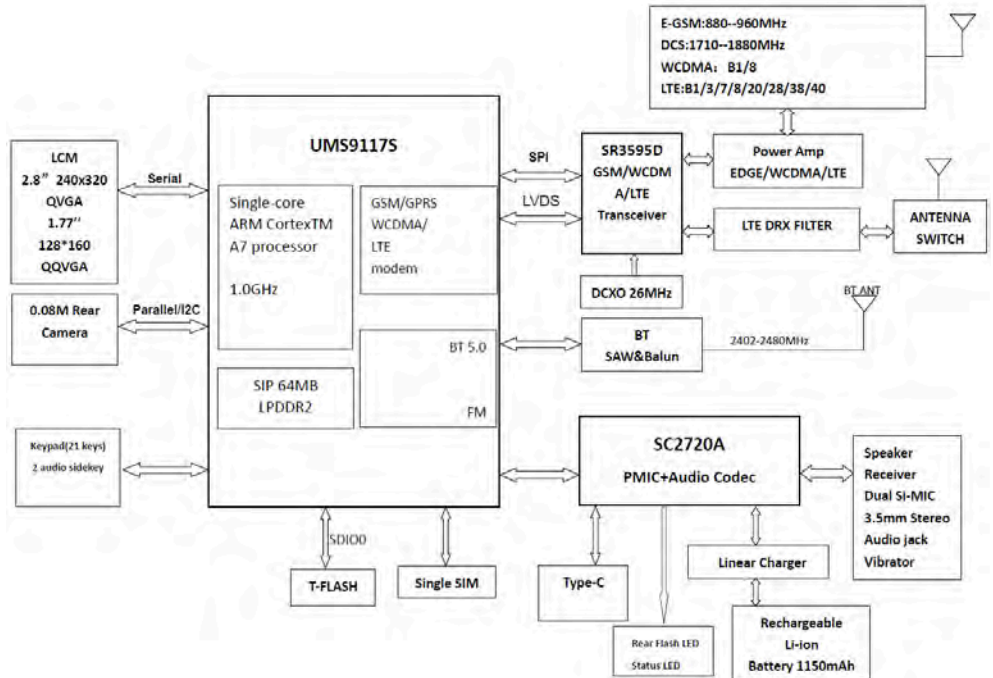 E-GSM:880--960MHz
DCS:1710--1880MHz
WCDMA： B1/8
LTE:B1/3/7/8/20/28/38/40
UMS9117S
LCM
2.8” 240x320
QVGA
1.77’’
128*160
QQVGA
Serial
Single-core
ARM CortexTM
A7 processor
1.0GHz
GSM/GPRS
WCDMA/
LTE
modem
SPI
LVDS
SR3595D
GSM/WCDM
A/LTE
Transceiver
Power Amp
EDGE/WCDMA/LTE
LTE DRX FILTER
ANTENNA
SWITCH
DCXO 26MHz
0.08M Rear
Camera
Parallel/I2C
BT 5.0
FM
BT
SAW&Balun
2402-2480MHz
BT ANT
SIP 64MB
LPDDR2
Keypad(21 keys)
2 audio sidekey
SC2720A
PMIC+Audio Codec
Speaker
Receiver
Dual Si-MIC
3.5mm Stereo
Audio jack
Vibrator
SDIO0
T-FLASH
Single SIM
Type-C
Linear Charger
Rear Flash LED
Status LED
Rechargeable
Li-ion
Battery 1150mAh